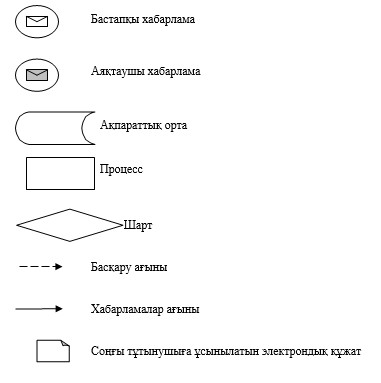 Бастапқы хабарлама
Аяқтаушы хабарлама
Ақпараттық орта
Процесс
Шарт
Басқару ағыны
Хабарламалар ағыны
Соңғы тұтынушыға ұсынылатын электрондық құжат